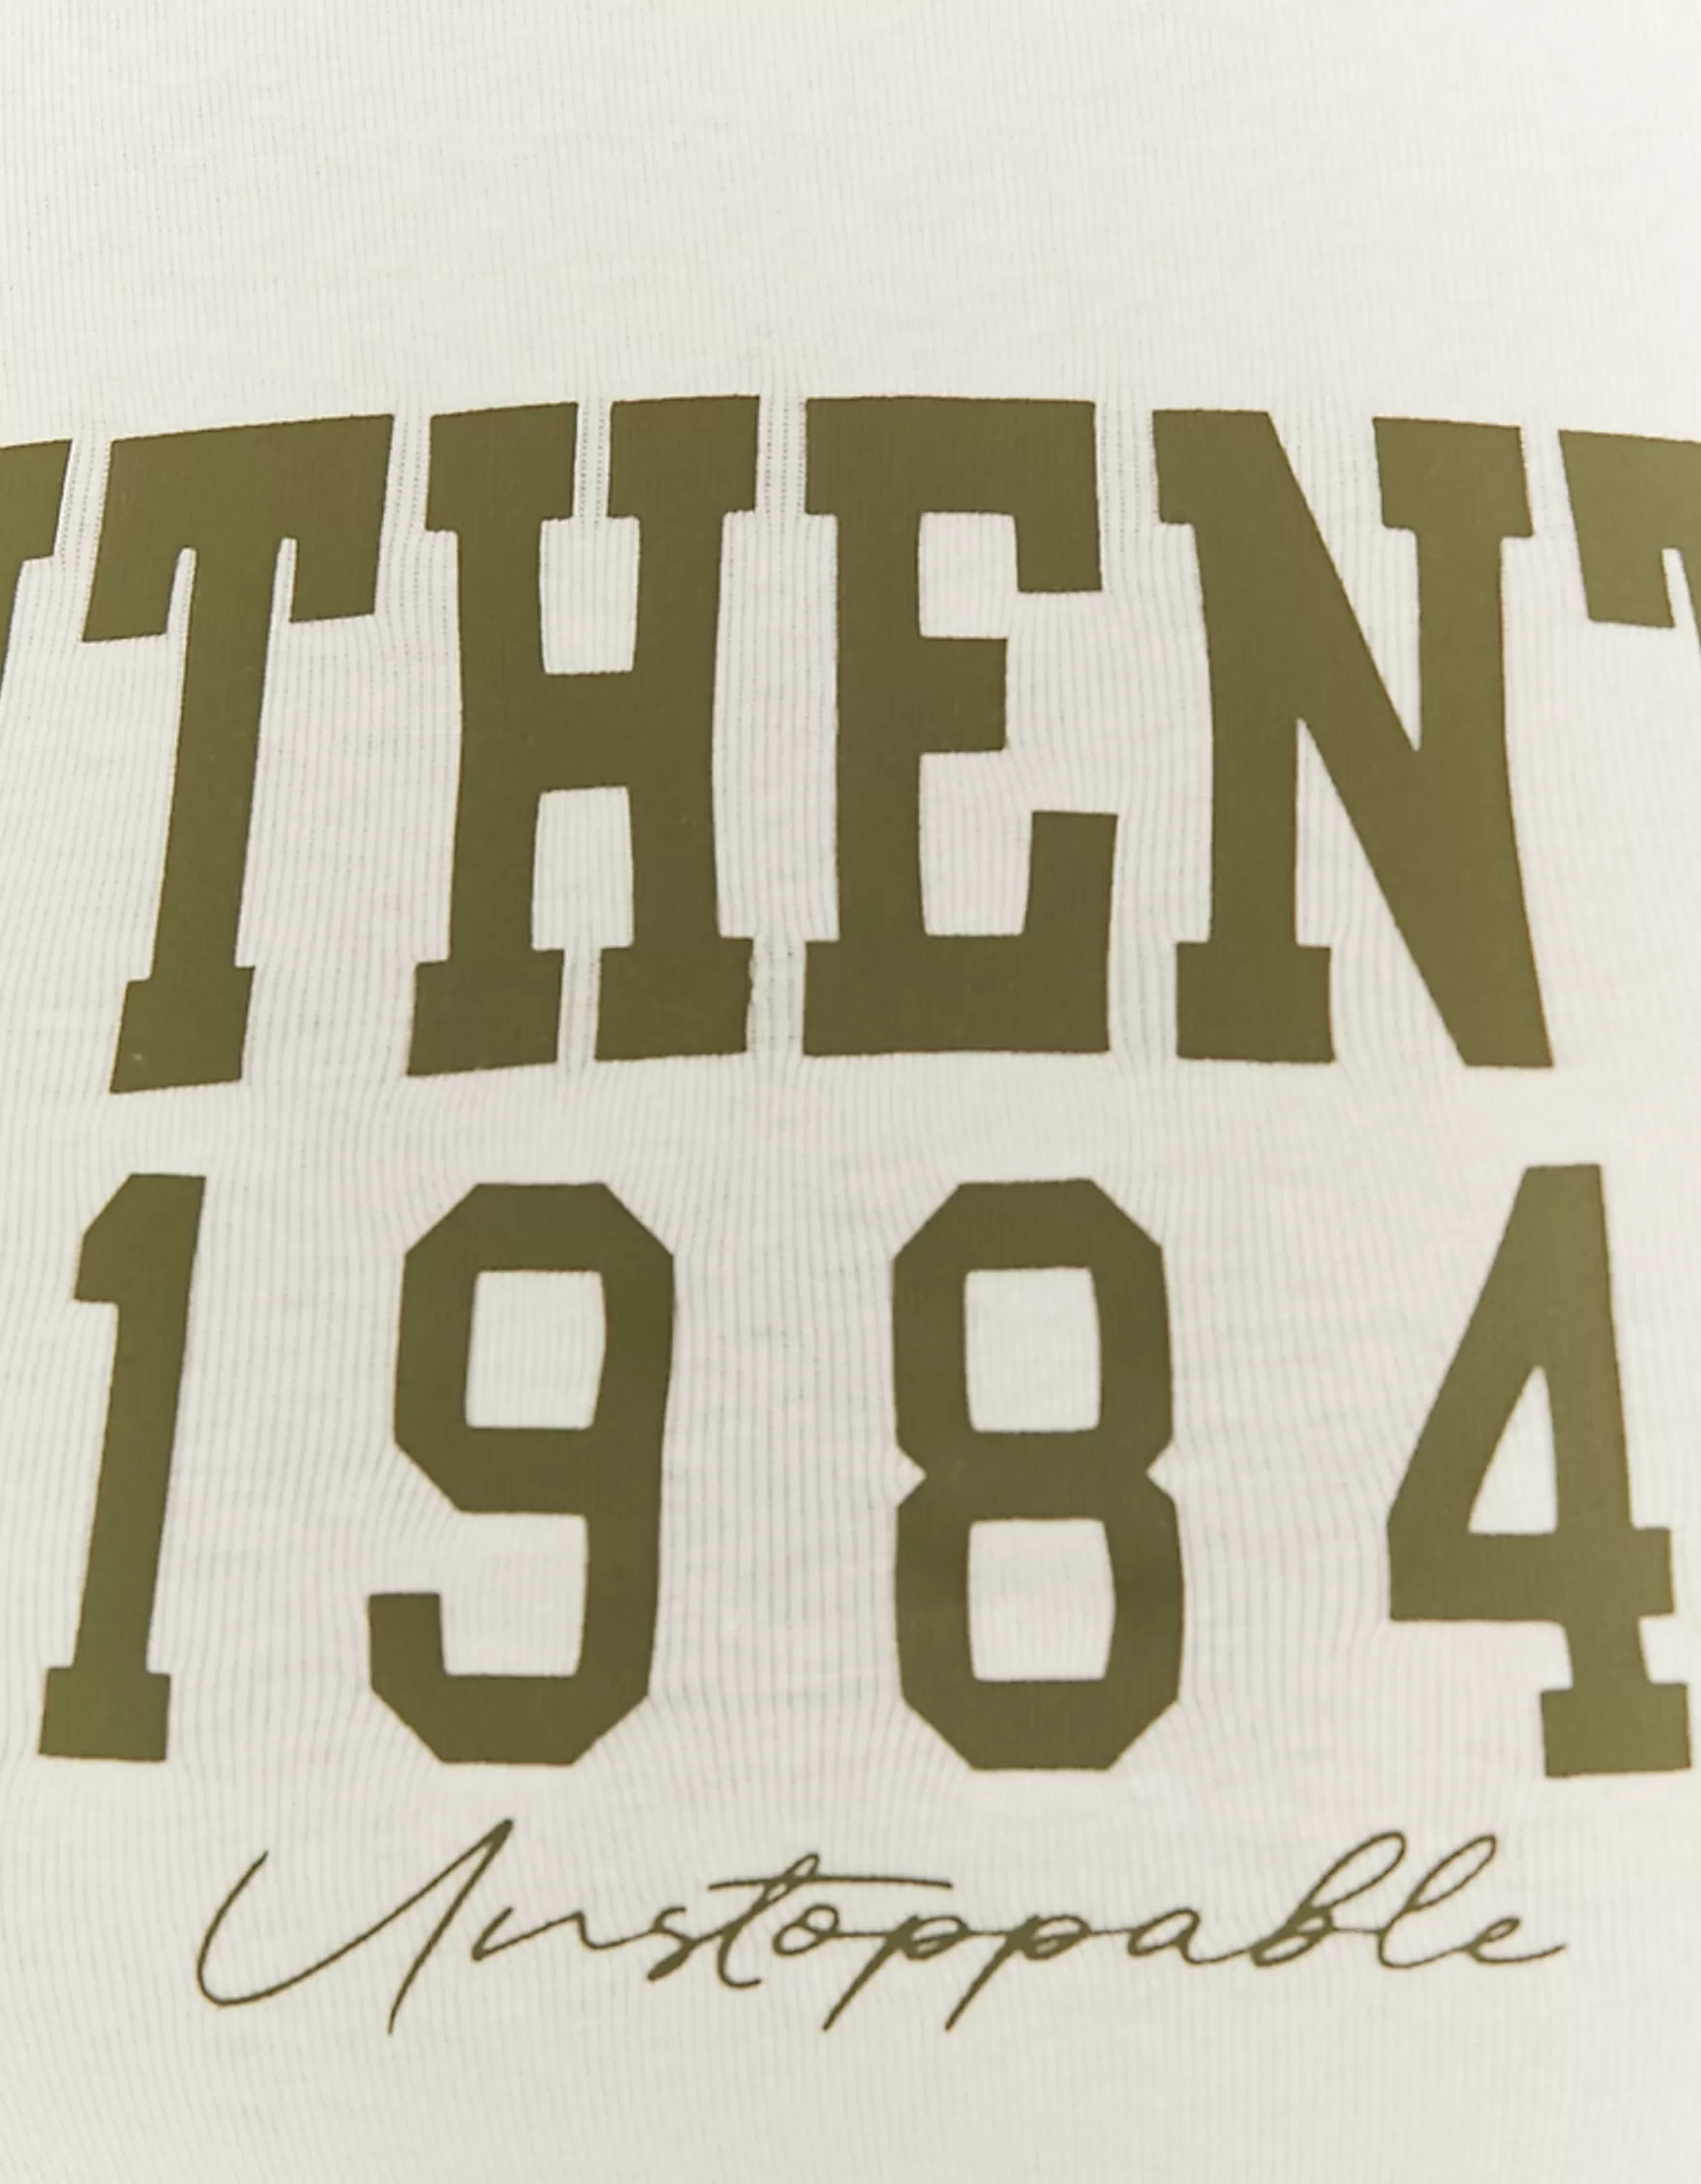 THENT
1984
Unstoppable